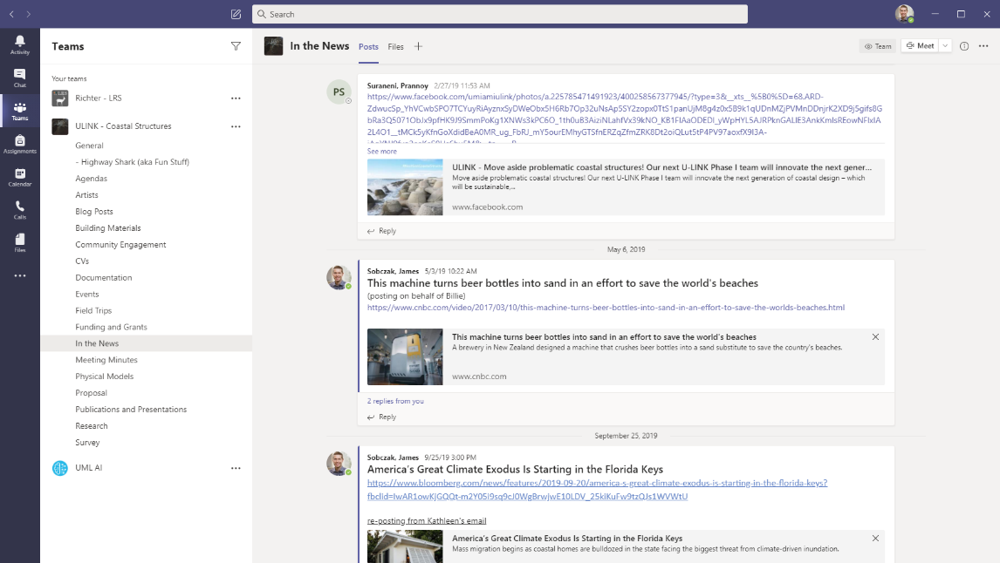 Search
Activity
Chat
Teams
Assignments
Calendar
Calls
Files
Teams
Your teams
Richter - LRS
ULINK - Coastal Structures
General
- Highway Shark (aka Fun Stuff)
Agendas
Artists
Blog Posts
Building Materials
Community Engagement
CVs
Documentation
Events
Field Trips
Funding and Grants
In the News
Meeting Minutes
Physical Models
Proposal
Publications and Presentations
Research
Survey
UML AI
In the News Posts Files
Team Meet
PS
Suraneni, Prannoy 2/27/19 11:53 AM
https://www.facebook.com/umiamiulink/photos/a.225785471491923/400258567377945/?type=3&__xts__%5B0%5D=68.ARD-
See more
ULINK - Move aside problematic coastal structures! Our next U-LINK Phase I team will innovate the next gener...
Move aside problematic coastal structures! Our next U-LINK Phase I team will innovate the next generation of coastal design – which
will be sustainable,...
www.facebook.com
Reply
May 6, 2019
Sobczak, James 5/3/19 10:22 AM
This machine turns beer bottles into sand in an effort to save the world's beaches
(posting on behalf of Billie)
https://www.cnbc.com/video/2017/03/10/this-machine-turns-beer-bottles-into-sand-in-an-effort-to-save-the-worlds-beaches.html
This machine turns beer bottles into sand in an effort to save the world's beaches
A brewery in New Zealand designed a machine that crushes beer bottles into a sand substitute to save the country's beaches.
www.cnbc.com
2 replies from you
Reply
September 25, 2019
Sobczak, James 9/25/19 3:00 PM
America's Great Climate Exodus Is Starting in the Florida Keys
https://www.bloomberg.com/news/features/2019-09-20/america-s-great-climate-exodus-is-starting-in-the-florida-keys?
re-posting from Kathleen's email
America's Great Climate Exodus Is Starting in the Florida Keys
Mass migration begins as coastal homes are bulldozed in the state facing the biggest threat from climate-driven inundation.